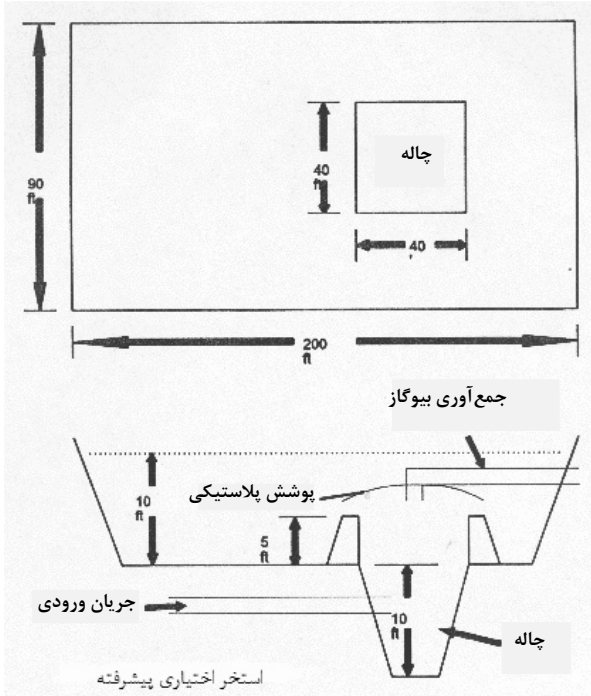 چاله
40
ft
90
ft
40
200
ft
جمع‌آوری بیوگاز
پوشش پلاستیکی
10
ft
5
ft
جریان ورودی
10
ft
چاله
استخر اختیاری پیشرفته